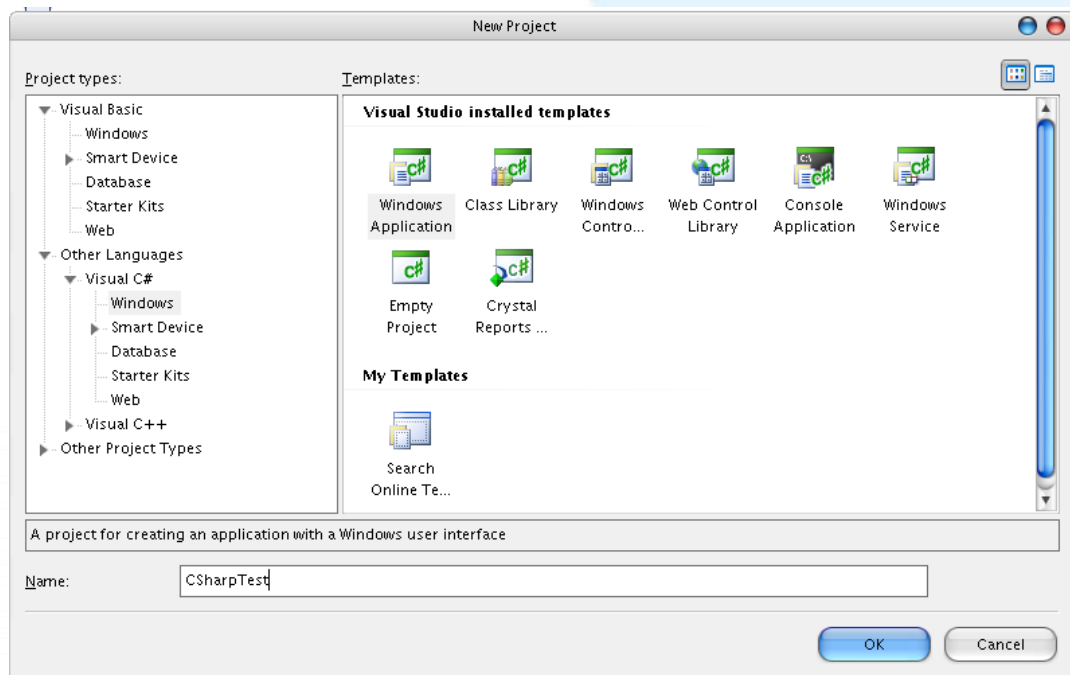 New Project
Project types:
Templates:
Visual Basic
Windows
Smart Device
Database
Starter Kits
Web
Other Languages
Visual C#
Windows
Smart Device
Database
Starter Kits
Web
Visual C++
Other Project Types
Visual Studio installed templates
Windows
Application
Class Library
Windows
Contro...
Web Control
Library
Console
Application
Windows
Service
Empty
Project
Crystal
Reports ...
My Templates
Search
Online Te...
A project for creating an application with a Windows user interface
Name:
CSharpTest
OK
Cancel